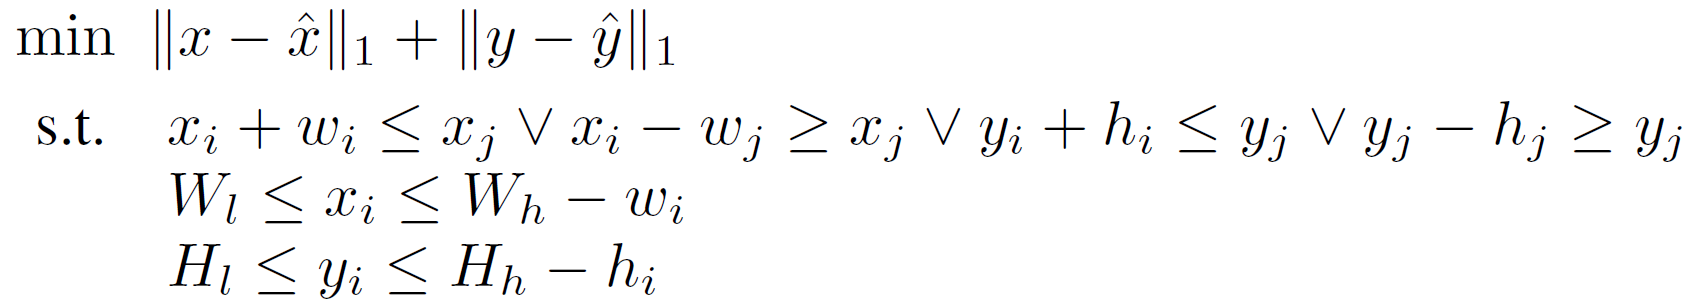 min ‖x − x̂‖₁ + ‖y − ŷ‖₁
s.t. xᵢ + wᵢ ≤ xⱼ ∨ xᵢ − wⱼ ≥ xⱼ ∨ yᵢ + hᵢ ≤ yⱼ ∨ yⱼ − hⱼ ≥ yⱼ
Wₗ ≤ xᵢ ≤ Wₕ − wᵢ
Hₗ ≤ yᵢ ≤ Hₕ − hᵢ